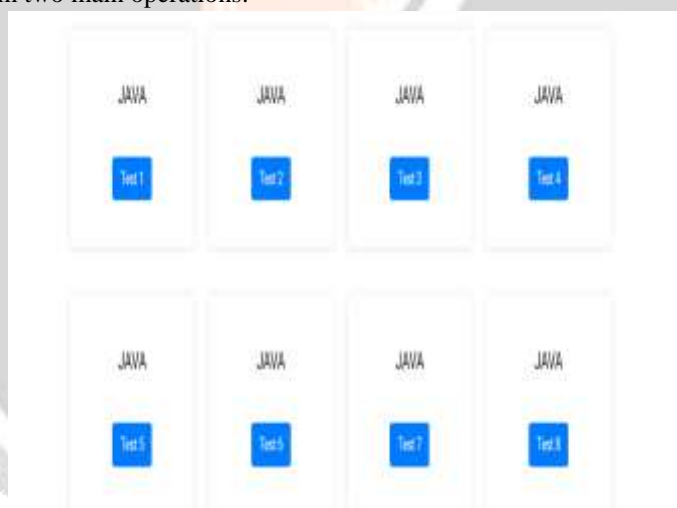 two main operations.
JAVA JAVA JAVA JAVA
Test 1 Test 2 Test 3 Test 4
JAVA JAVA JAVA JAVA
Test 5 Test 6 Test 7 Test 8